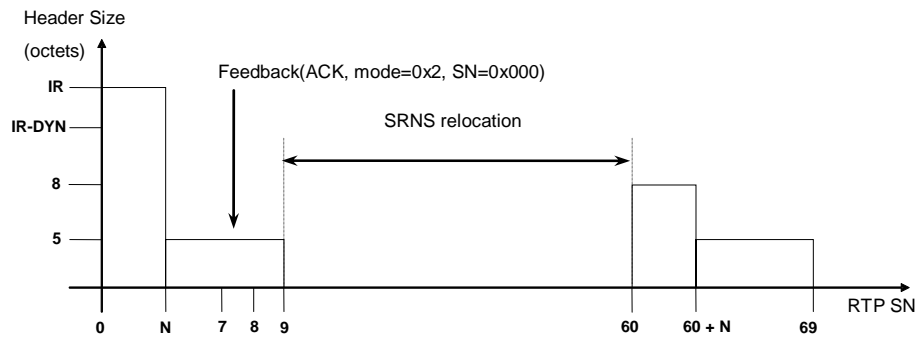 Header Size
(octets)
Feedback(ACK, mode=0x2, SN=0x000)
IR
SRNS relocation
IR-DYN
8
5
RTP SN
0 N 7 8 9 60 60 + N 69